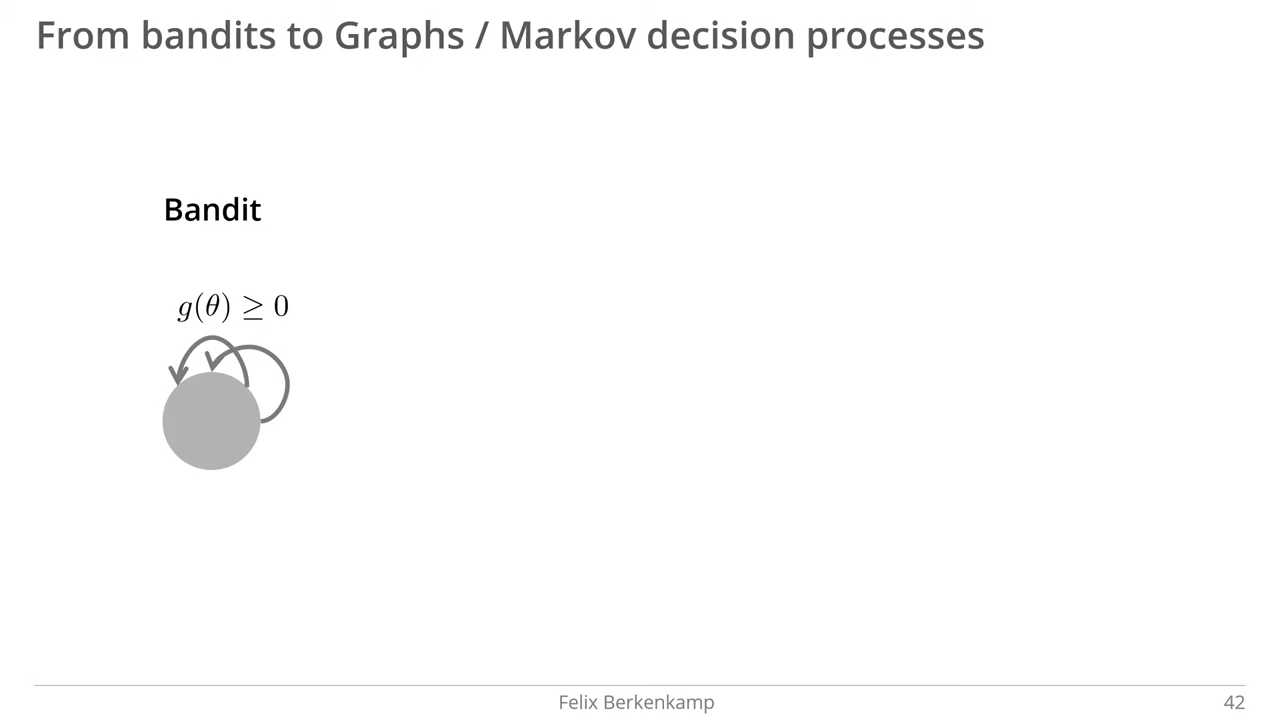 From bandits to Graphs / Markov decision processes
Bandit
g(θ) ≥ 0
Felix Berkenkamp
42